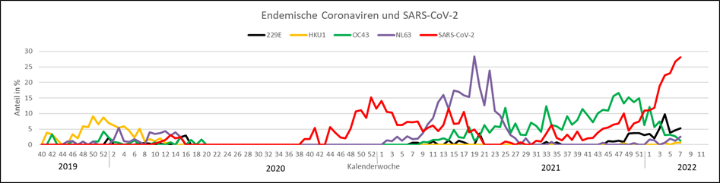 Endemische Coronaviren und SARS-CoV-2
229E HKU1 OC43 NL63 SARS-CoV-2
Anteil in %
30
25
20
15
10
5
0
40 42 44 46 48 50 52 2 4 6 8 10 12 14 16 18 20 22 24 26 28 30 32 34 36 38 40 42 44 46 48 50 52 1 3 5 7 9 11 13 15 17 19 21 23 25 27 29 31 33 35 37 39 41 43 45 47 49 51 1 3 5 7 9 11
2019 2020 Kalenderwoche 2021 2022